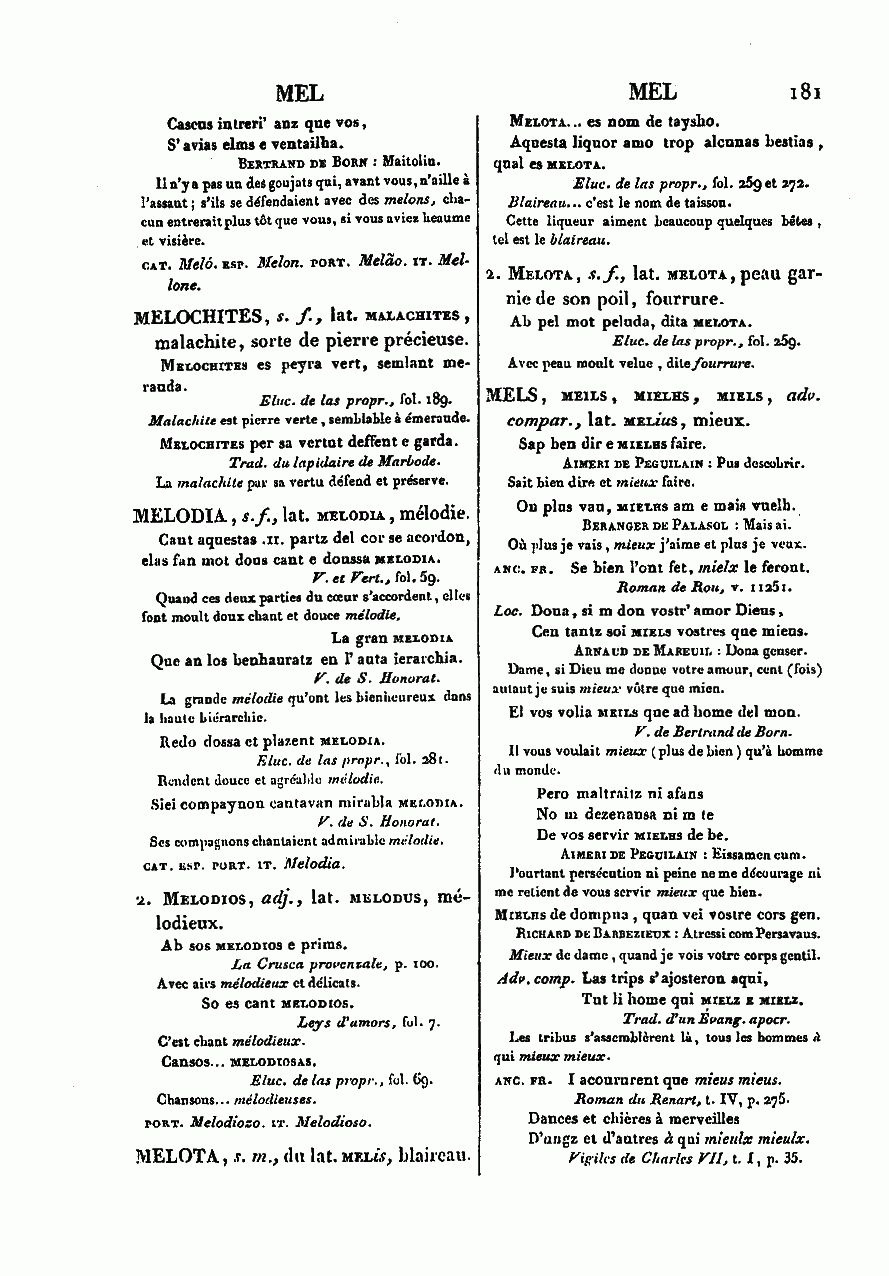 MEL
MEL 181
Cascus intreri' anz que vos,
S'avias elms e ventailha.
BERTRAND DE BORN : Maitolin.
Il n'y a pas un des goujats qui, avant vous, n'aille à
l'assaut ; s'ils se défendaient avec des melons, cha-
cun entrerait plus tôt que vous, si vous aviez heaume
et visière.
CAT. Meló. ESP. Melon. PORT. Melão. IT. Mel-
lone.
MELOCHITES, s. f., lat. MALACHITES,
malachite, sorte de pierre précieuse.
MELOCHITES es peyra vert, semlant me-
rauda.
Eluc. de las propr., fol. 189.
Malachite est pierre verte, semblable à émeraude.
MELOCHITES per sa vertut deffent e garda.
Trad. du lapidaire de Marbode.
La malachite par sa vertu défend et préserve.
MELODIA, s. f., lat. MELODIA, mélodie.
Cant aquestas .II. partz del cor se acordon,
elas fan mot dous cant e doussa MELODIA.
V. et Vert., fol. 59.
Quand ces deux parties du cœur s'accordent, elles
font moult doux chant et douce mélodie.
La gran MELODIA
Que an los benhauratz en l'auta ierarchia.
V. de S. Honorat.
La grande mélodie qu'ont les bienheureux dans
la haute hiérarchie.
Redo dossa et plazent MELODIA.
Eluc. de las propr., fol. 281.
Rendent douce et agréable mélodie.
Siei compaynon cantavan mirabla MELODIA.
V. de S. Honorat.
Ses compagnons chantaient admirable mélodie.
CAT. ESP. PORT. IT. Melodia.
2. MELODIOS, adj., lat. MELODUS, mé-
lodieux.
Ab sos MELODIOS e prims.
La Crusca provenzale, p. 100.
Avec airs mélodieux et délicats.
So es cant MELODIOS.
Leys d'amors, fol. 7.
C'est chant mélodieux.
Cansos... MELODIOSAS.
Eluc. de las propr., fol. 69.
Chansons... mélodieuses.
PORT. Melodiozo. IT. Melodioso.
MELOTA, s. m., du lat. MELis, blaireau.
MELOTA... es nom de taysho.
Aquesta liquor amo trop alcunas bestias,
qual es MELOTA.
Eluc. de las propr., fol. 259 et 272.
Blaireau... c'est le nom de taisson.
Cette liqueur aiment beaucoup quelques bêtes,
tel est le blaireau.
2. MELOTA, s. f., lat. MELOTA, peau gar-
nie de son poil, fourrure.
Ab pel mot peluda, dita MELOTA.
Eluc. de las propr., fol. 259.
Avec peau moult velue, dite fourrure.
MELS, MEILS, MIELHS, MIELS, adv.
compar., lat. MELius, mieux.
Sap ben dir e MIELHS faire.
AIMERI DE PEGUILAIN : Pus descobrir.
Sait bien dire et mieux faire.
On plus vau, MIELHS am e mais vuelh.
BERANGER DE PALASOL : Mais ai.
Où plus je vais, mieux j'aime et plus je veux.
ANC. FR. Se bien l'ont fet, mielx le feront.
Roman de Rou, v. 11251.
Loc. Dona, si m don vostr' amor Dieus,
Cen tantz soi MIELS vostres que miens.
ARNAUD DE MAREUIL : Dona genser.
Dame, si Dieu me donne votre amour, cent (fois)
autant je suis mieux vôtre que mien.
El vos volia MEILS que ad home del mon.
V. de Bertrand de Born.
Il vous voulait mieux (plus de bien) qu'à homme
du monde.
Pero maltraitz ni afans
No m dezenansa ni m te
De vos servir MIELHS de be.
AIMERI DE PEGUILAIN : Eissamen cum.
Pourtant persécution ni peine ne me décourage ni
me retient de vous servir mieux que bien.
MIELHS de dompna, quan vei vostre cors gen.
RICHARD DE BARBEZIEUX : Atressi com Persavaus.
Mieux de dame, quand je vois votre corps gentil.
Adv. comp. Las trips s'ajosteron aqui,
Tut li home qui MIELZ E MIELZ.
Trad. d'un Évang. apocr.
Les tribus s'assemblèrent là, tous les hommes à
qui mieux mieux.
ANC. FR. I acoururent que mieus mieus.
Roman du Renart, t. IV, p. 275.
Dances et chières à merveilles
D'ungz et d'autres à qui mieulx mieulx.
Vigiles de Charles VII, t. I, p. 35.